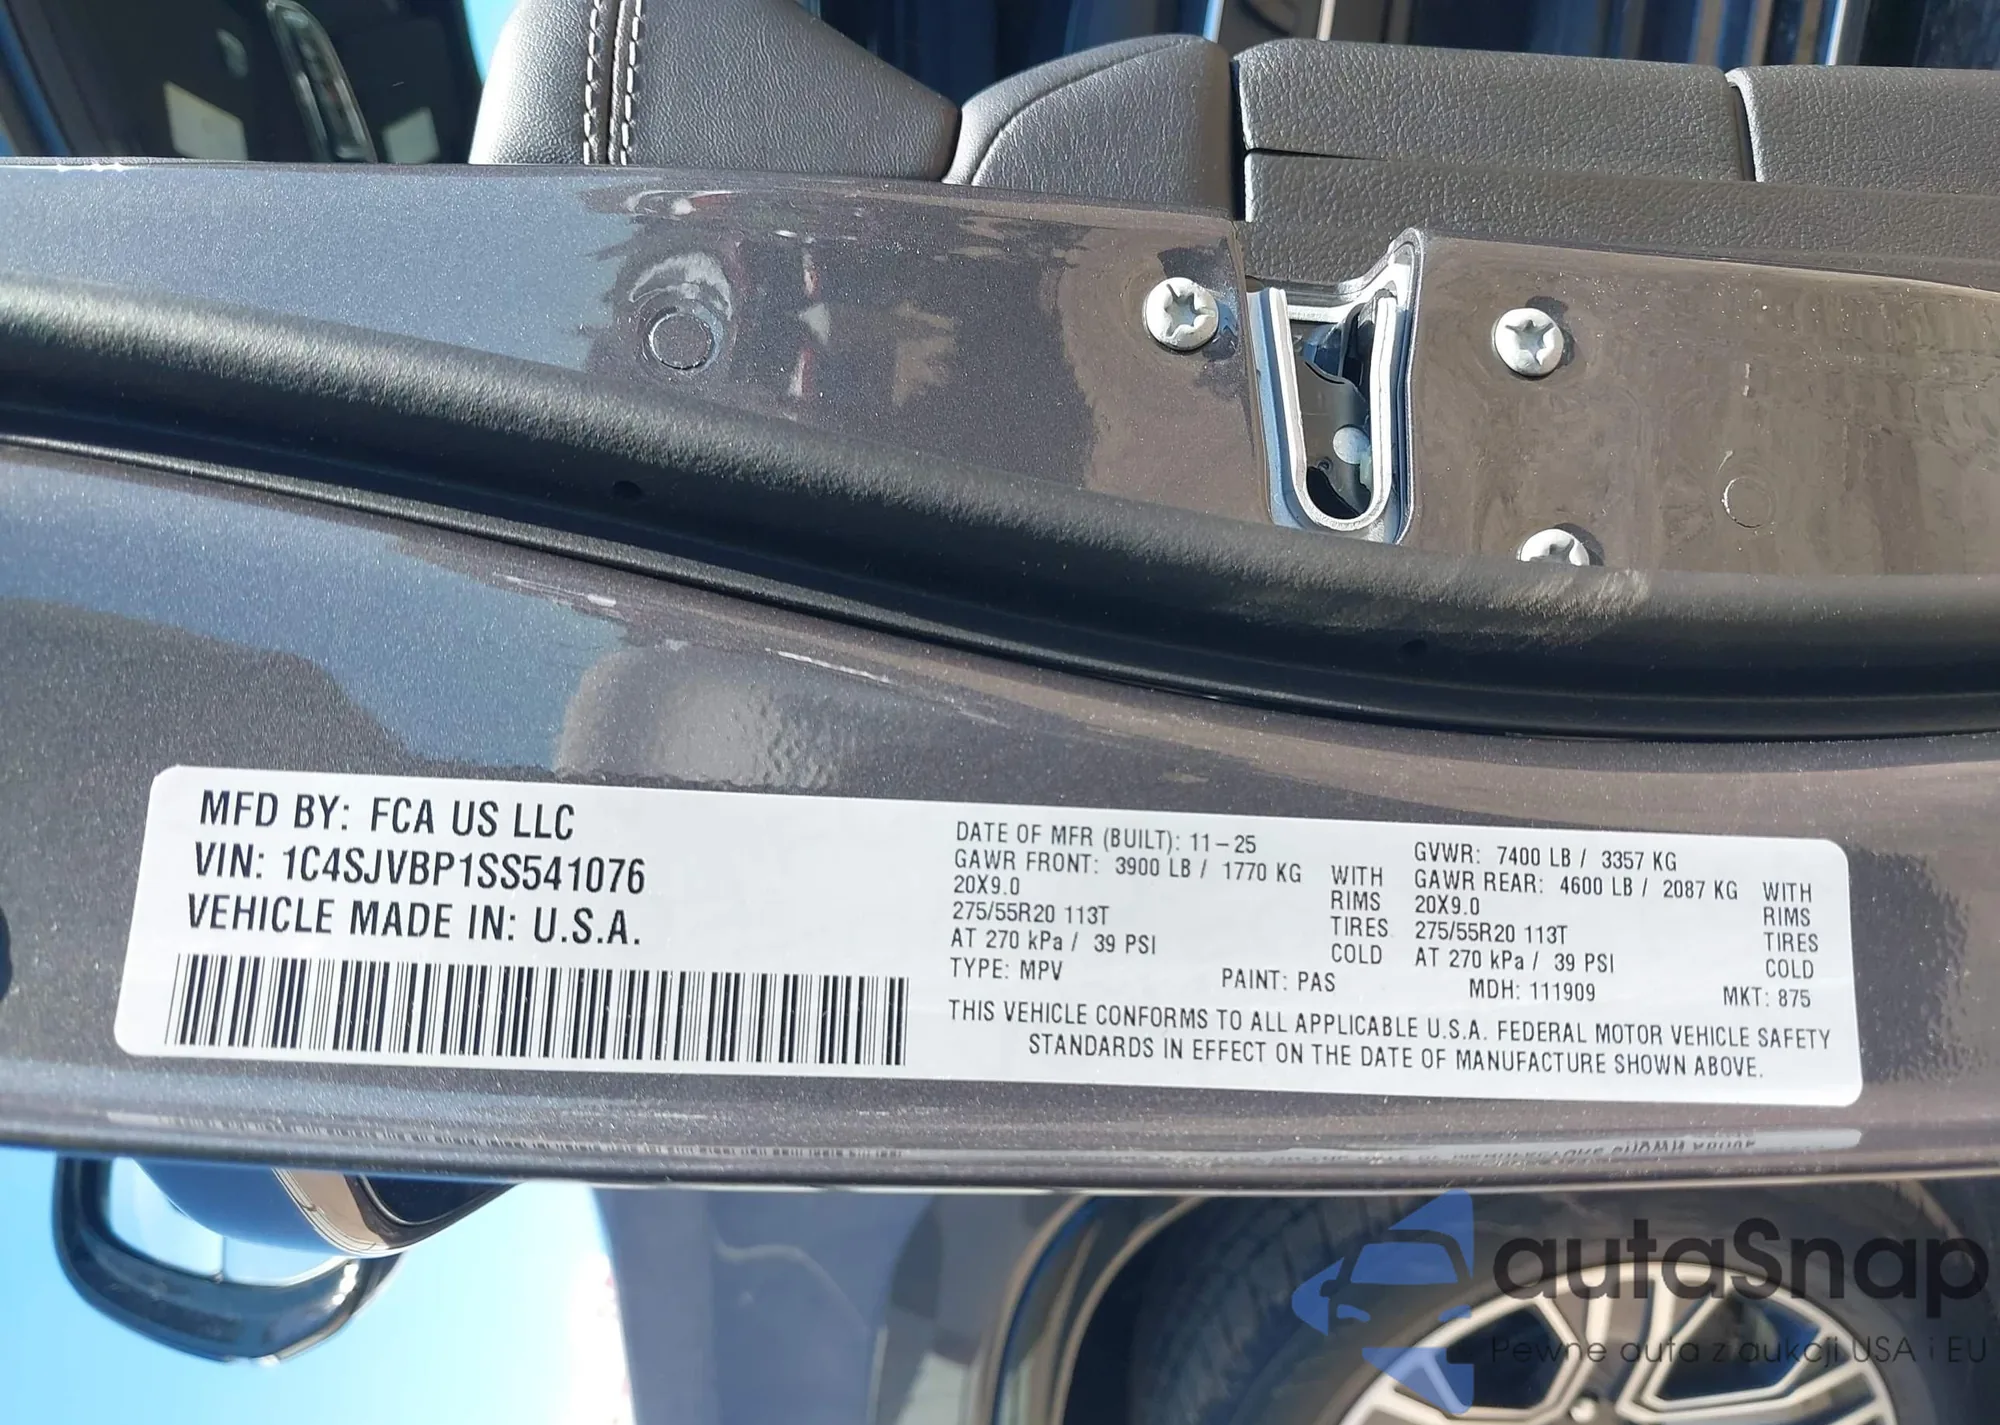 MFD BY: FCA US LLC
VIN: 1C4SJVBP1SS541076
VEHICLE MADE IN: U.S.A.
DATE OF MFR (BUILT): 11-25
GAWR FRONT: 3900 LB / 1770 KG WITH
20X9.0 RIMS
275/55R20 113T TIRES
AT 270 kPa / 39 PSI COLD
GVWR: 7400 LB / 3357 KG
GAWR REAR: 4600 LB / 2087 KG WITH
20X9.0 RIMS
275/55R20 113T TIRES
AT 270 kPa / 39 PSI COLD
TYPE: MPV PAINT: PAS MDH: 111909 MKT: 875
THIS VEHICLE CONFORMS TO ALL APPLICABLE U.S.A. FEDERAL MOTOR VEHICLE SAFETY
STANDARDS IN EFFECT ON THE DATE OF MANUFACTURE SHOWN ABOVE.
autaSnap
Pewne auta z aukcji USA i EU